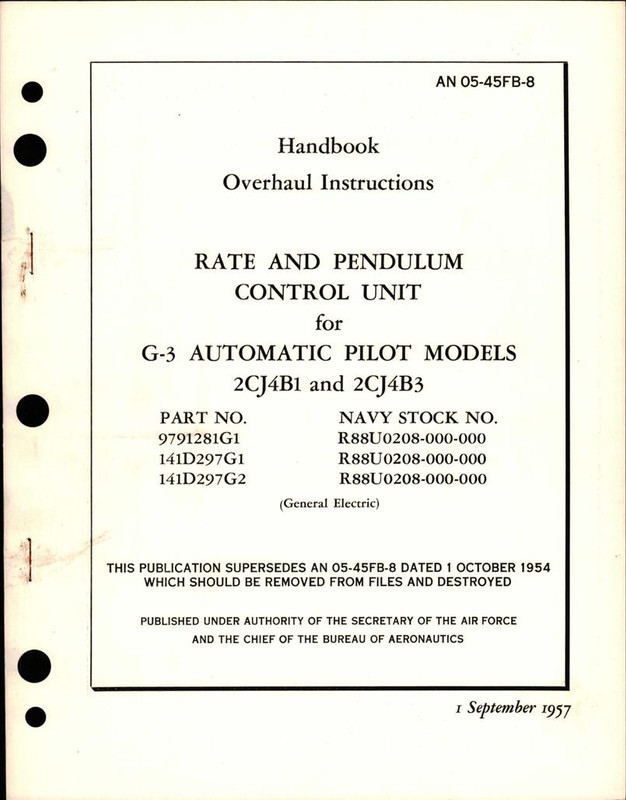 AN 05-45FB-8
Handbook
Overhaul Instructions
RATE AND PENDULUM
CONTROL UNIT
for
G-3 AUTOMATIC PILOT MODELS
2CJ4B1 and 2CJ4B3
PART NO. NAVY STOCK NO.
9791281G1 R88U0208-000-000
141D297G1 R88U0208-000-000
141D297G2 R88U0208-000-000
(General Electric)
THIS PUBLICATION SUPERSEDES AN 05-45FB-8 DATED 1 OCTOBER 1954
WHICH SHOULD BE REMOVED FROM FILES AND DESTROYED
PUBLISHED UNDER AUTHORITY OF THE SECRETARY OF THE AIR FORCE
AND THE CHIEF OF THE BUREAU OF AERONAUTICS
1 September 1957